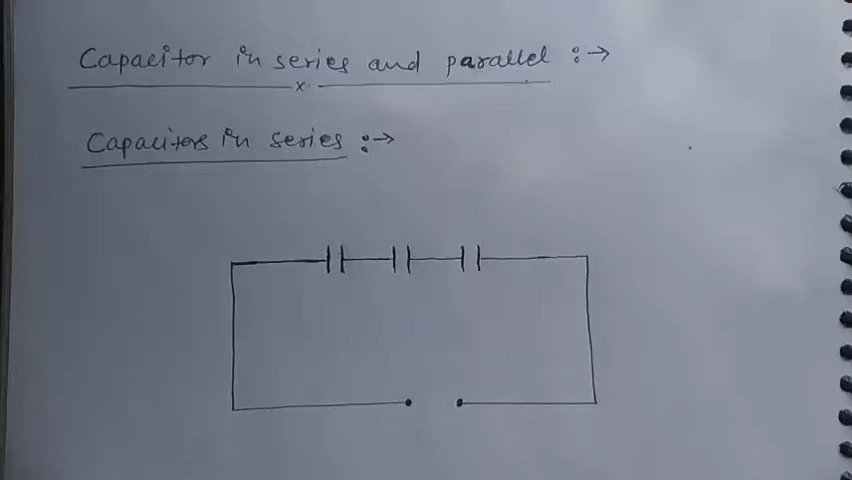 Capacitor in series and parallel :→
x
Capacitors in series :→